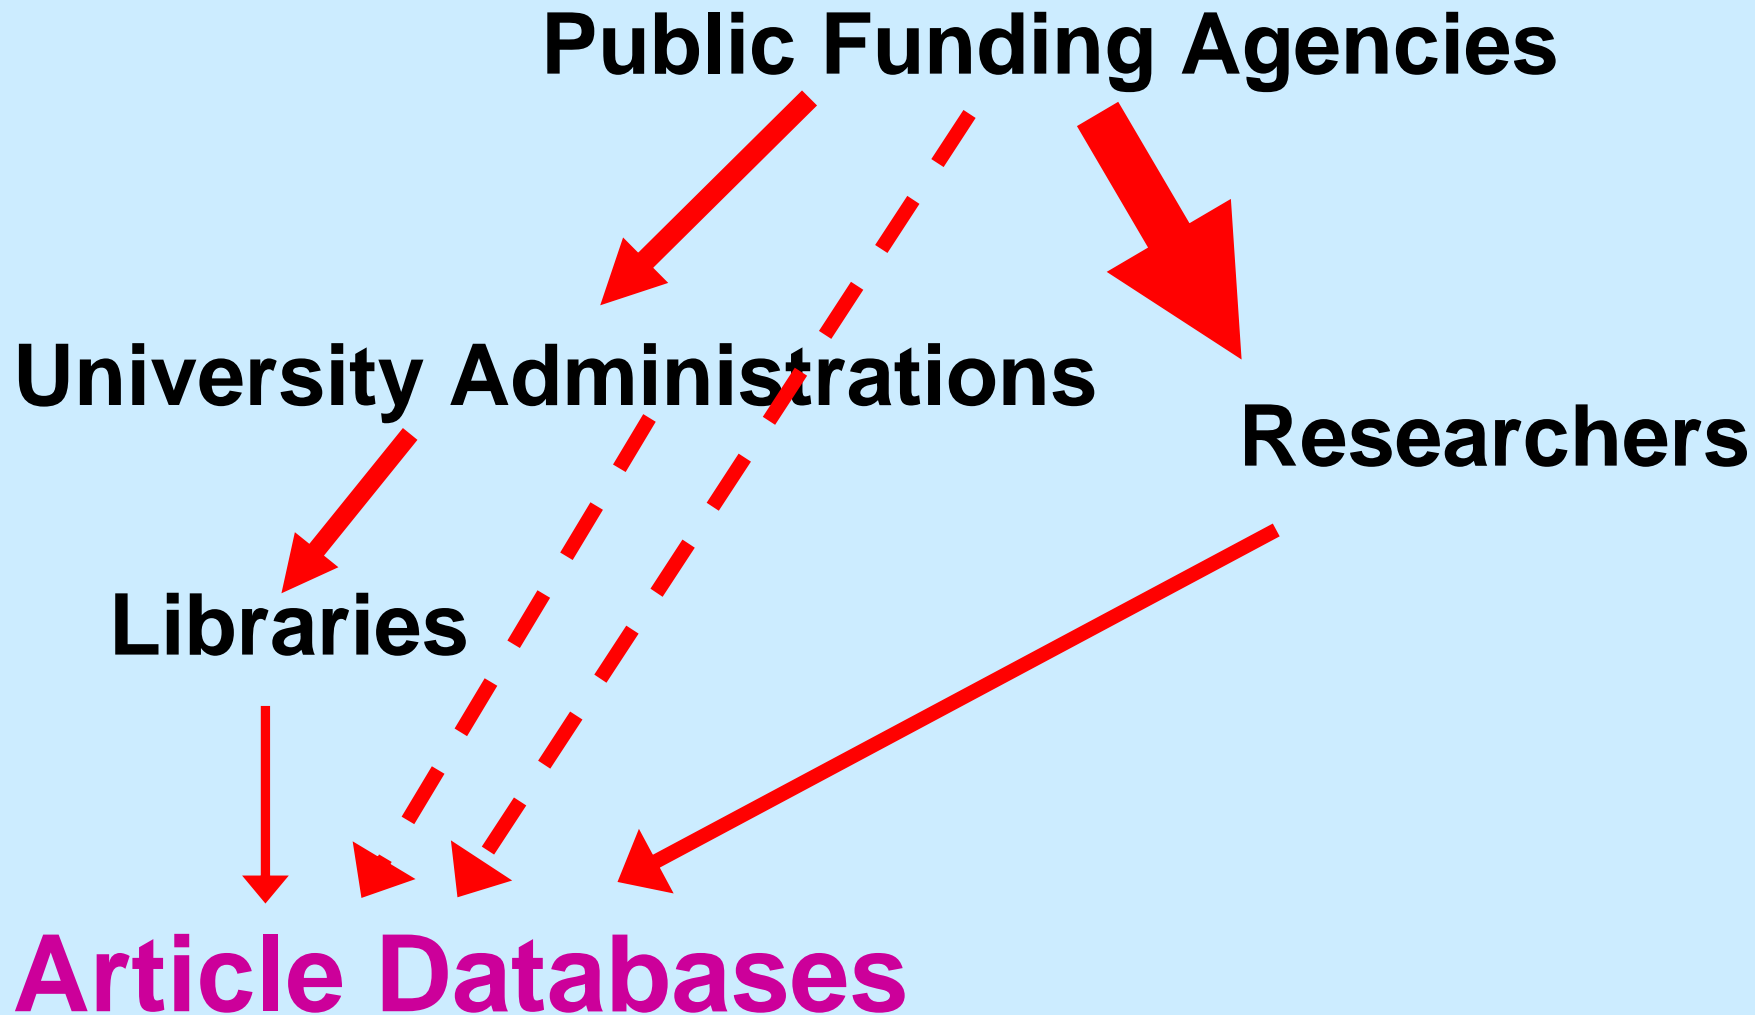 Public Funding Agencies
University Administrations
Researchers
Libraries
Article Databases